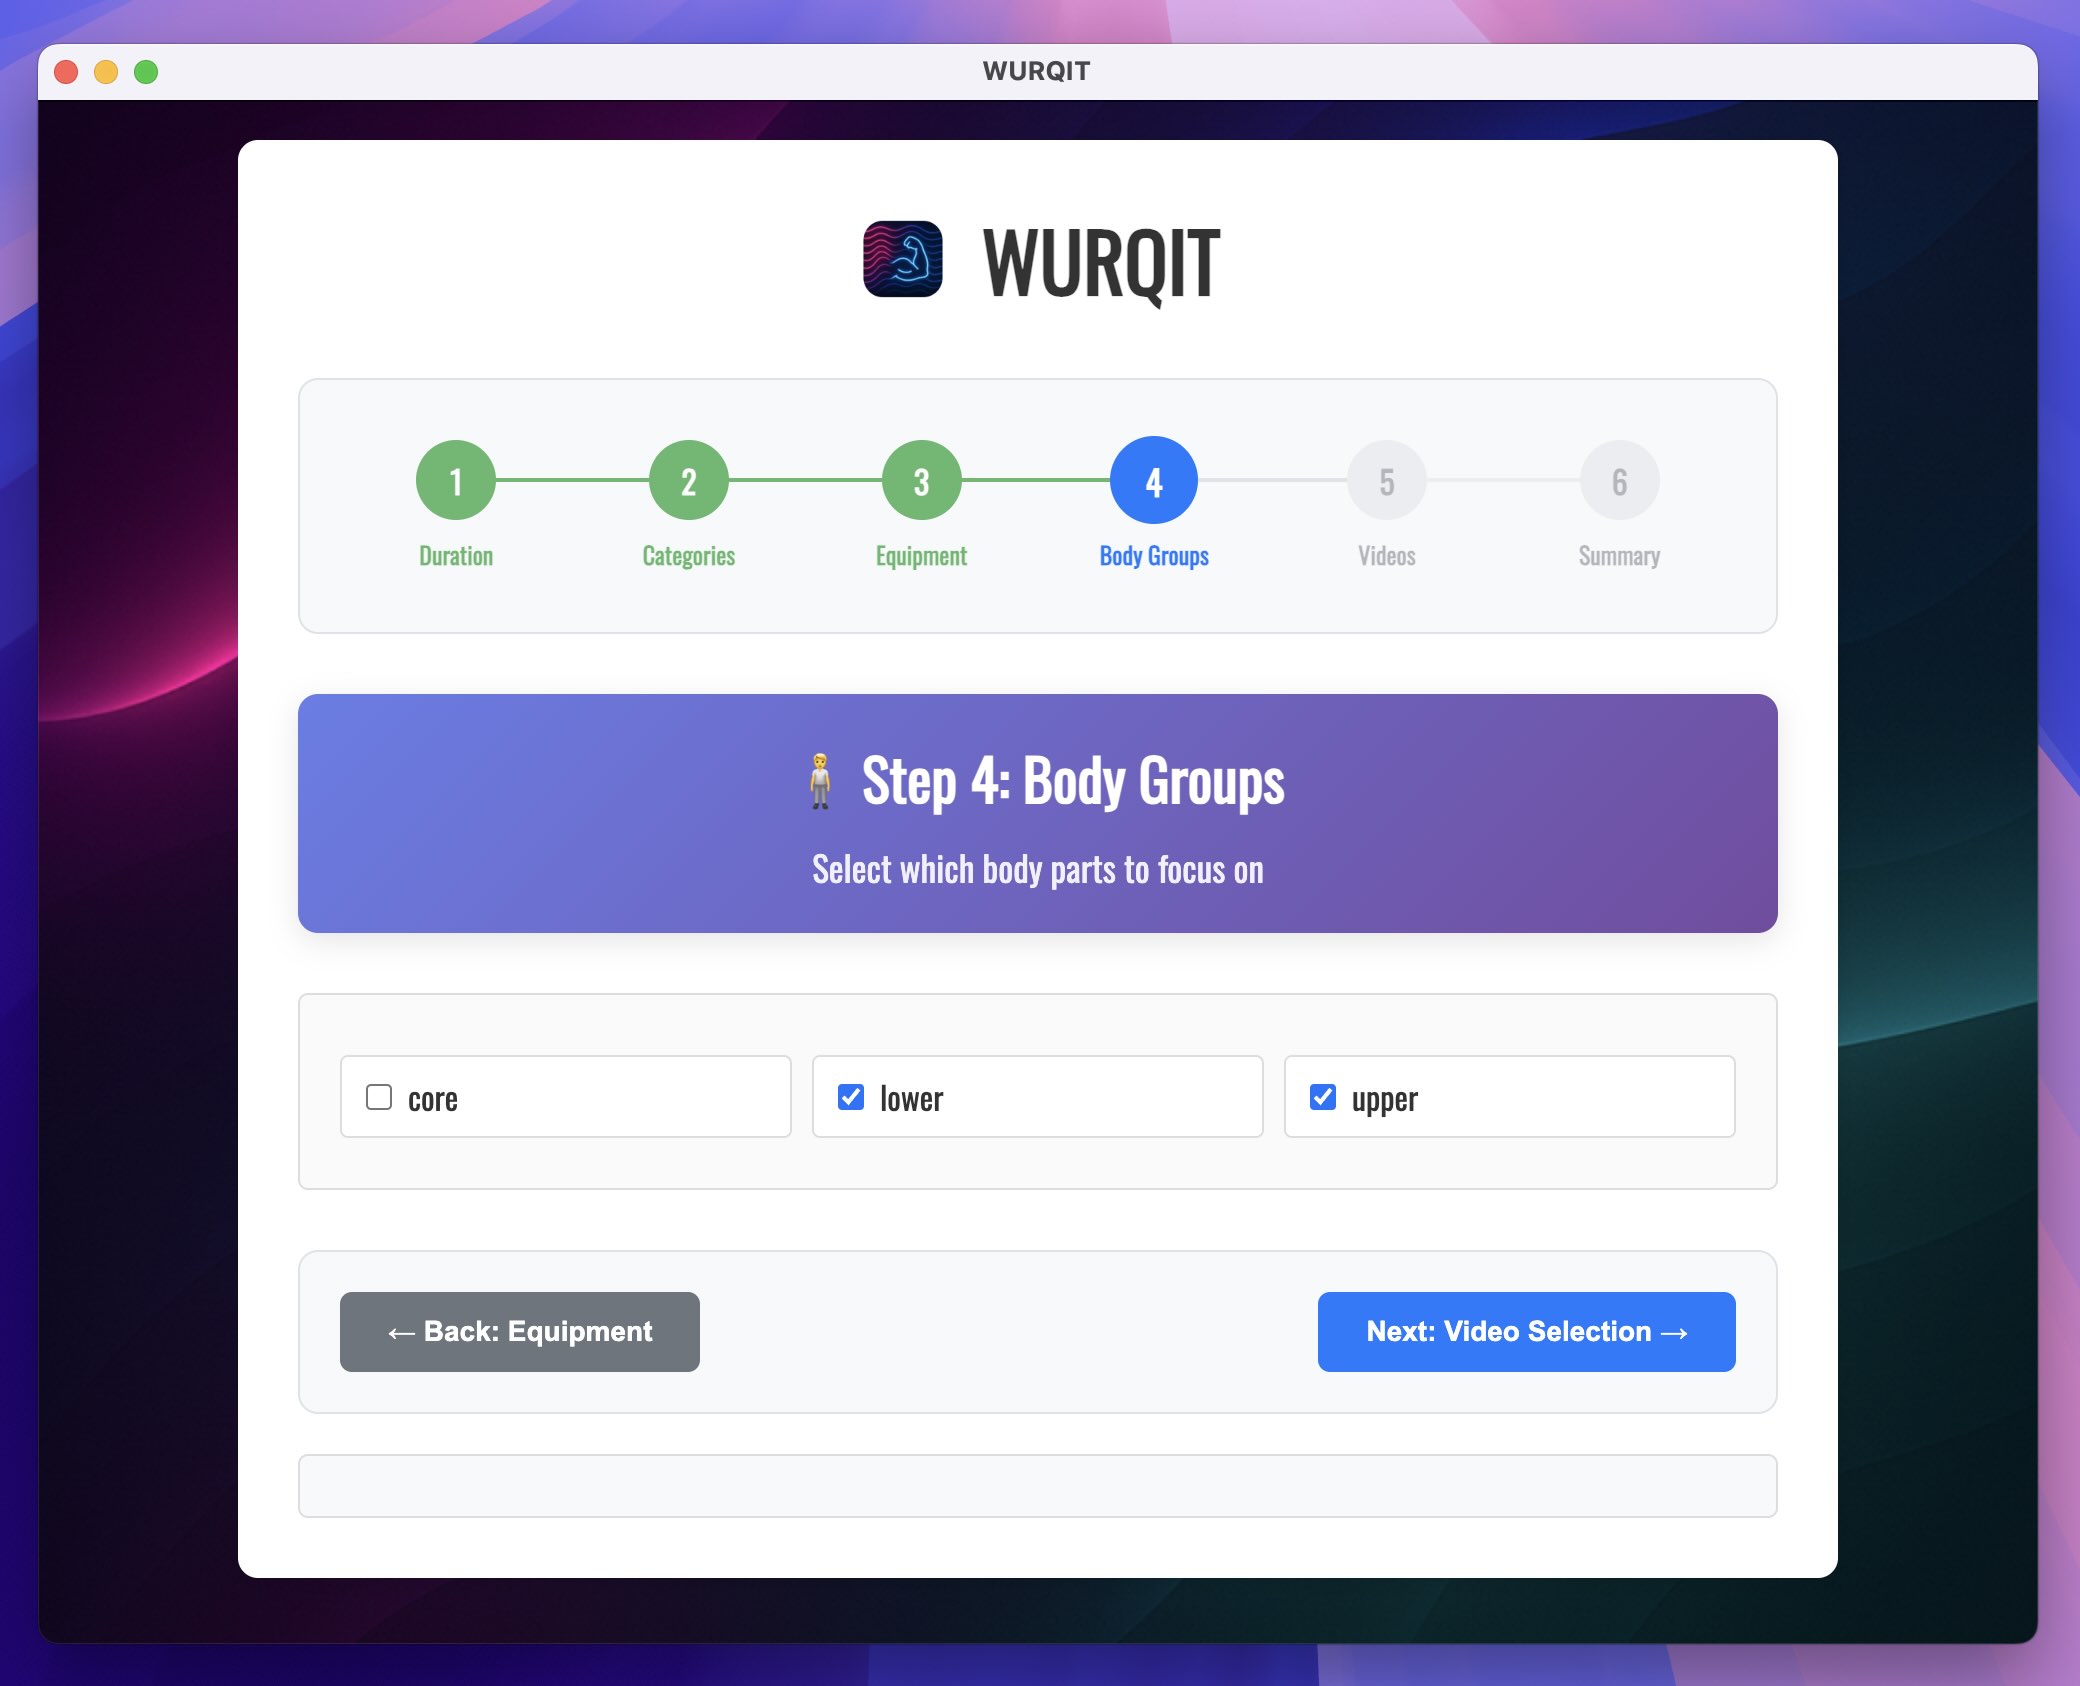 WURQIT
WURQIT
1 2 3 4 5 6
Duration Categories Equipment Body Groups Videos Summary
Step 4: Body Groups
Select which body parts to focus on
core lower upper
← Back: Equipment Next: Video Selection →